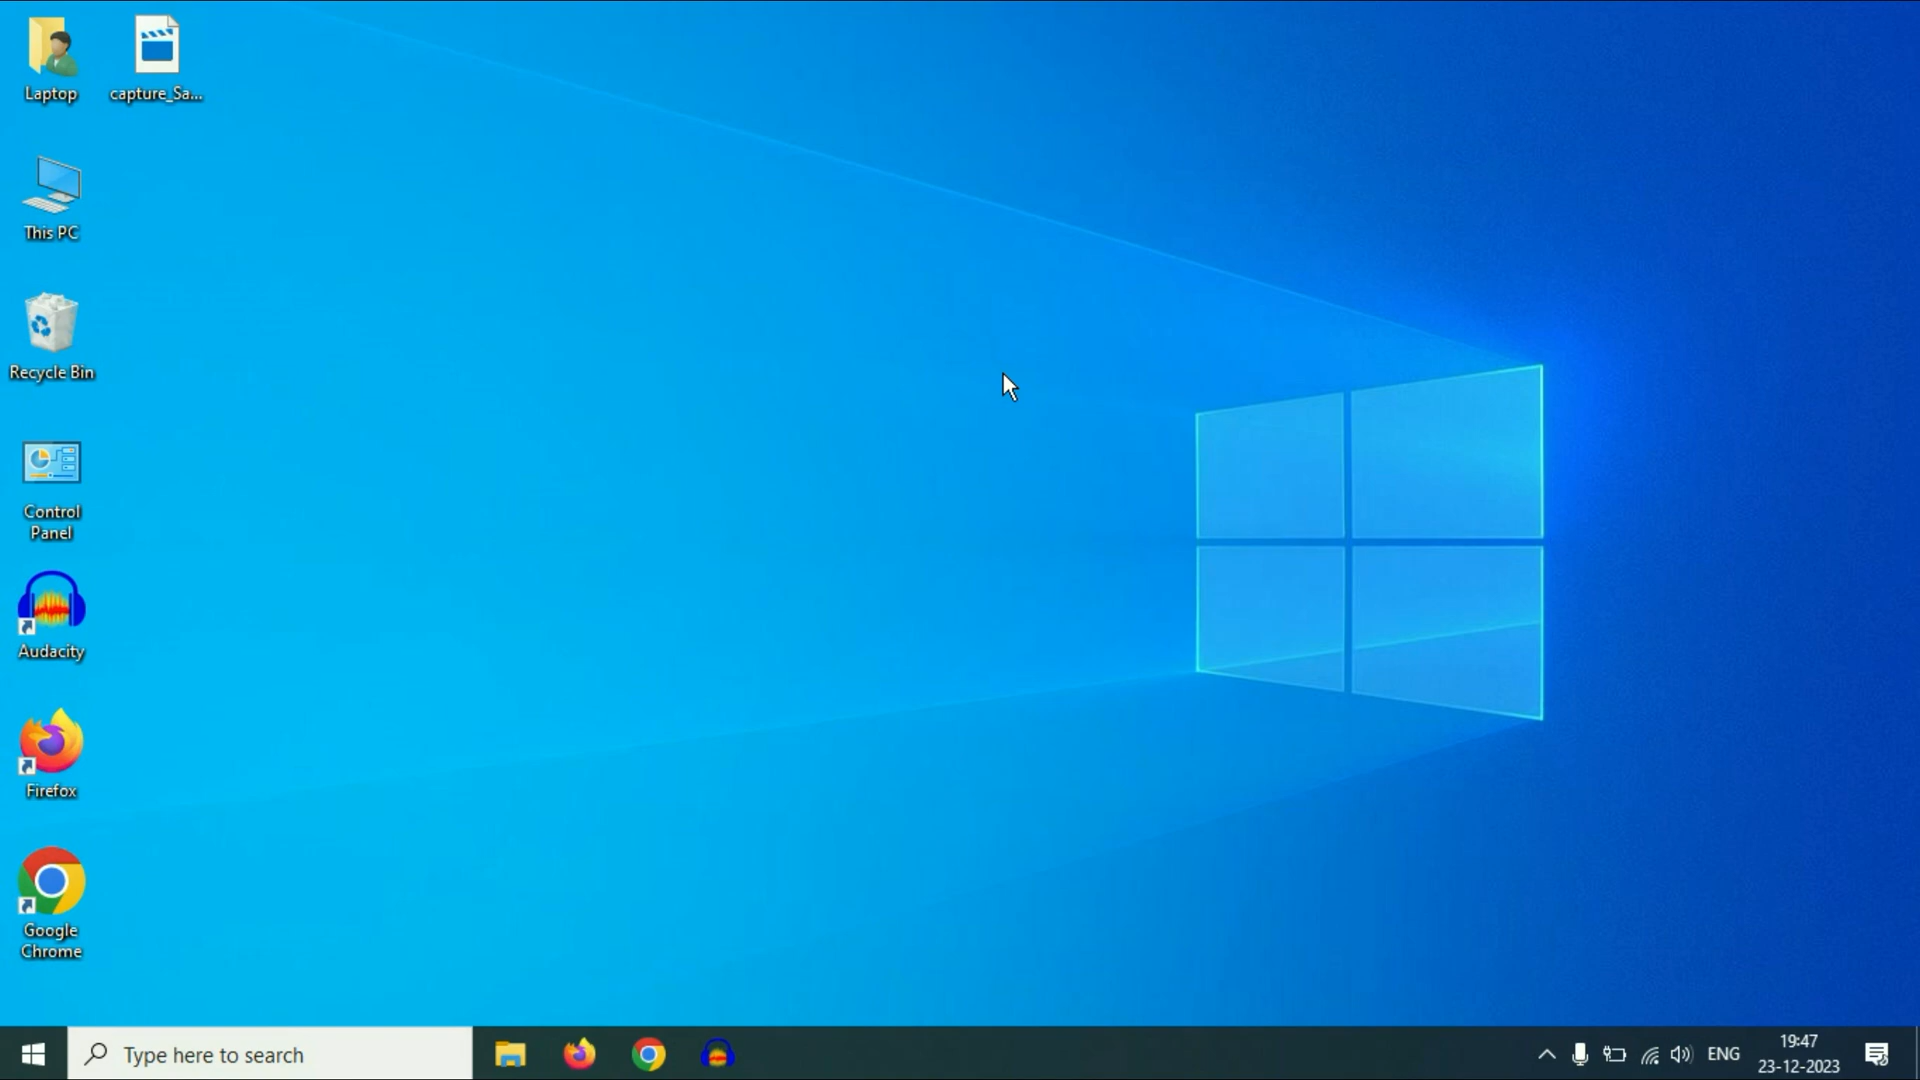 Laptop
capture_Sa...
This PC
Recycle Bin
Control
Panel
Audacity
Firefox
Google
Chrome
Type here to search
ENG
19:47
23-12-2023